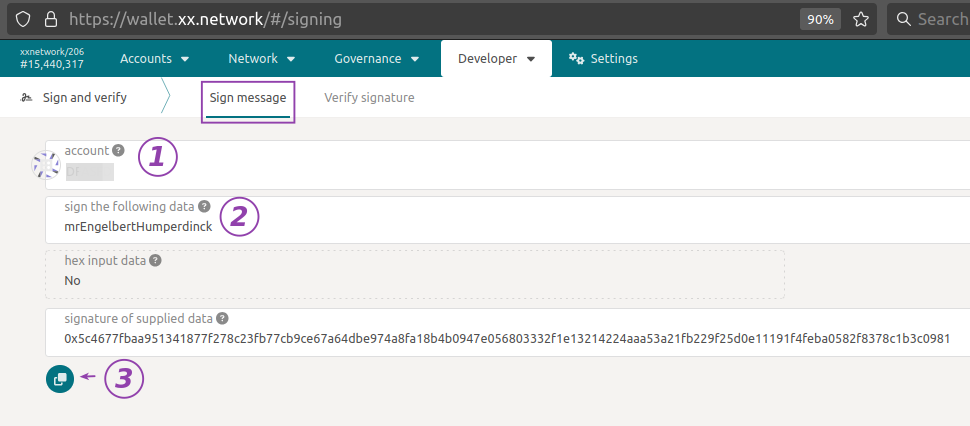 https://wallet.xx.network/#/signing 90% Search
xxnetwork/206
#15,440,317
Accounts Network Governance Developer Settings
Sign and verify Sign message Verify signature
account ? 1
sign the following data ? 2
mrEngelbertHumperdinck
hex input data ?
No
signature of supplied data ?
0x5c4677fbaa951341877f278c23fb77cb9ce67a64dbe974a8fa18b4b0947e056803332f1e13214224aaa53a21fb229f25d0e11191f4feba0582f8378c1b3c0981
3